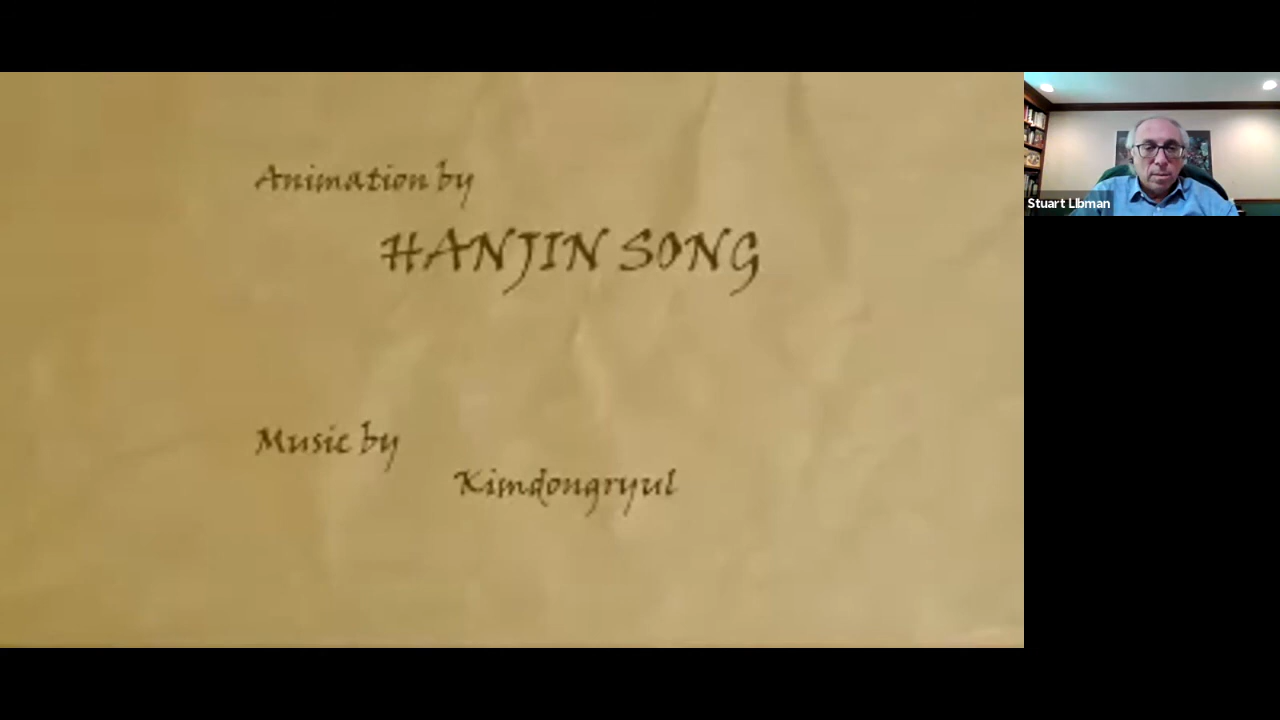 Animation by
HANJIN SONG
Music by
Kimdongryul
Stuart Libman